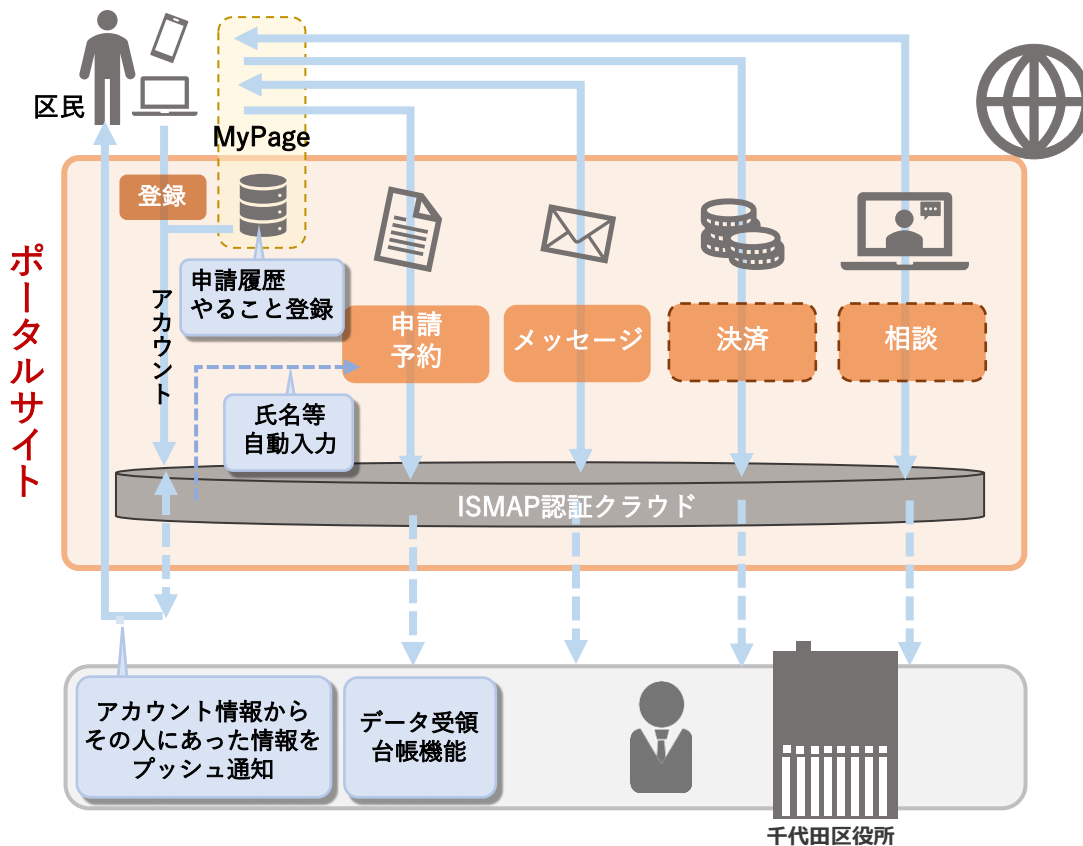 区民
MyPage
登録
ポータルサイト
アカウント
申請履歴
やること登録
申請
予約
メッセージ
決済
相談
氏名等
自動入力
ISMAP認証クラウド
アカウント情報から
その人にあった情報を
プッシュ通知
データ受領
台帳機能
千代田区役所